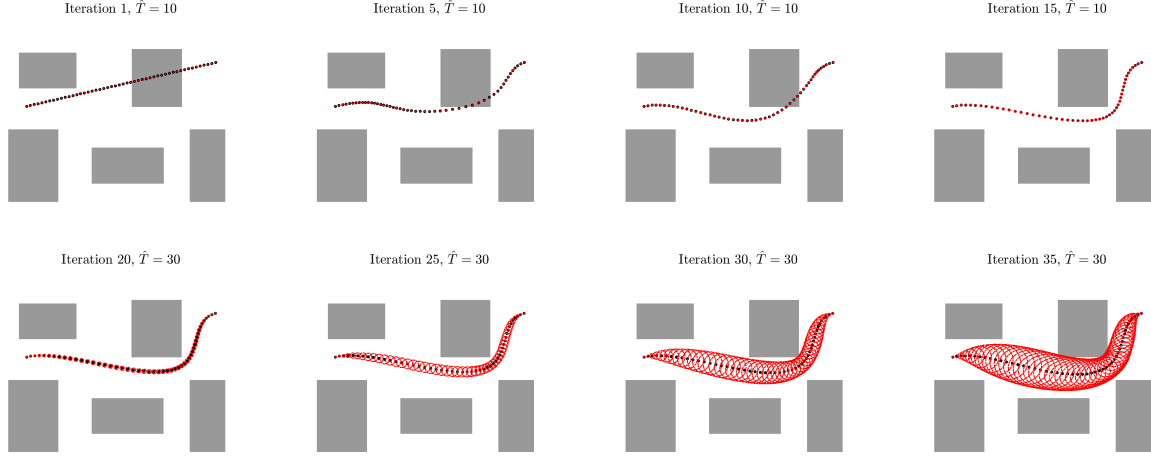 Iteration 1, T̂ = 10
Iteration 5, T̂ = 10
Iteration 10, T̂ = 10
Iteration 15, T̂ = 10
Iteration 20, T̂ = 30
Iteration 25, T̂ = 30
Iteration 30, T̂ = 30
Iteration 35, T̂ = 30